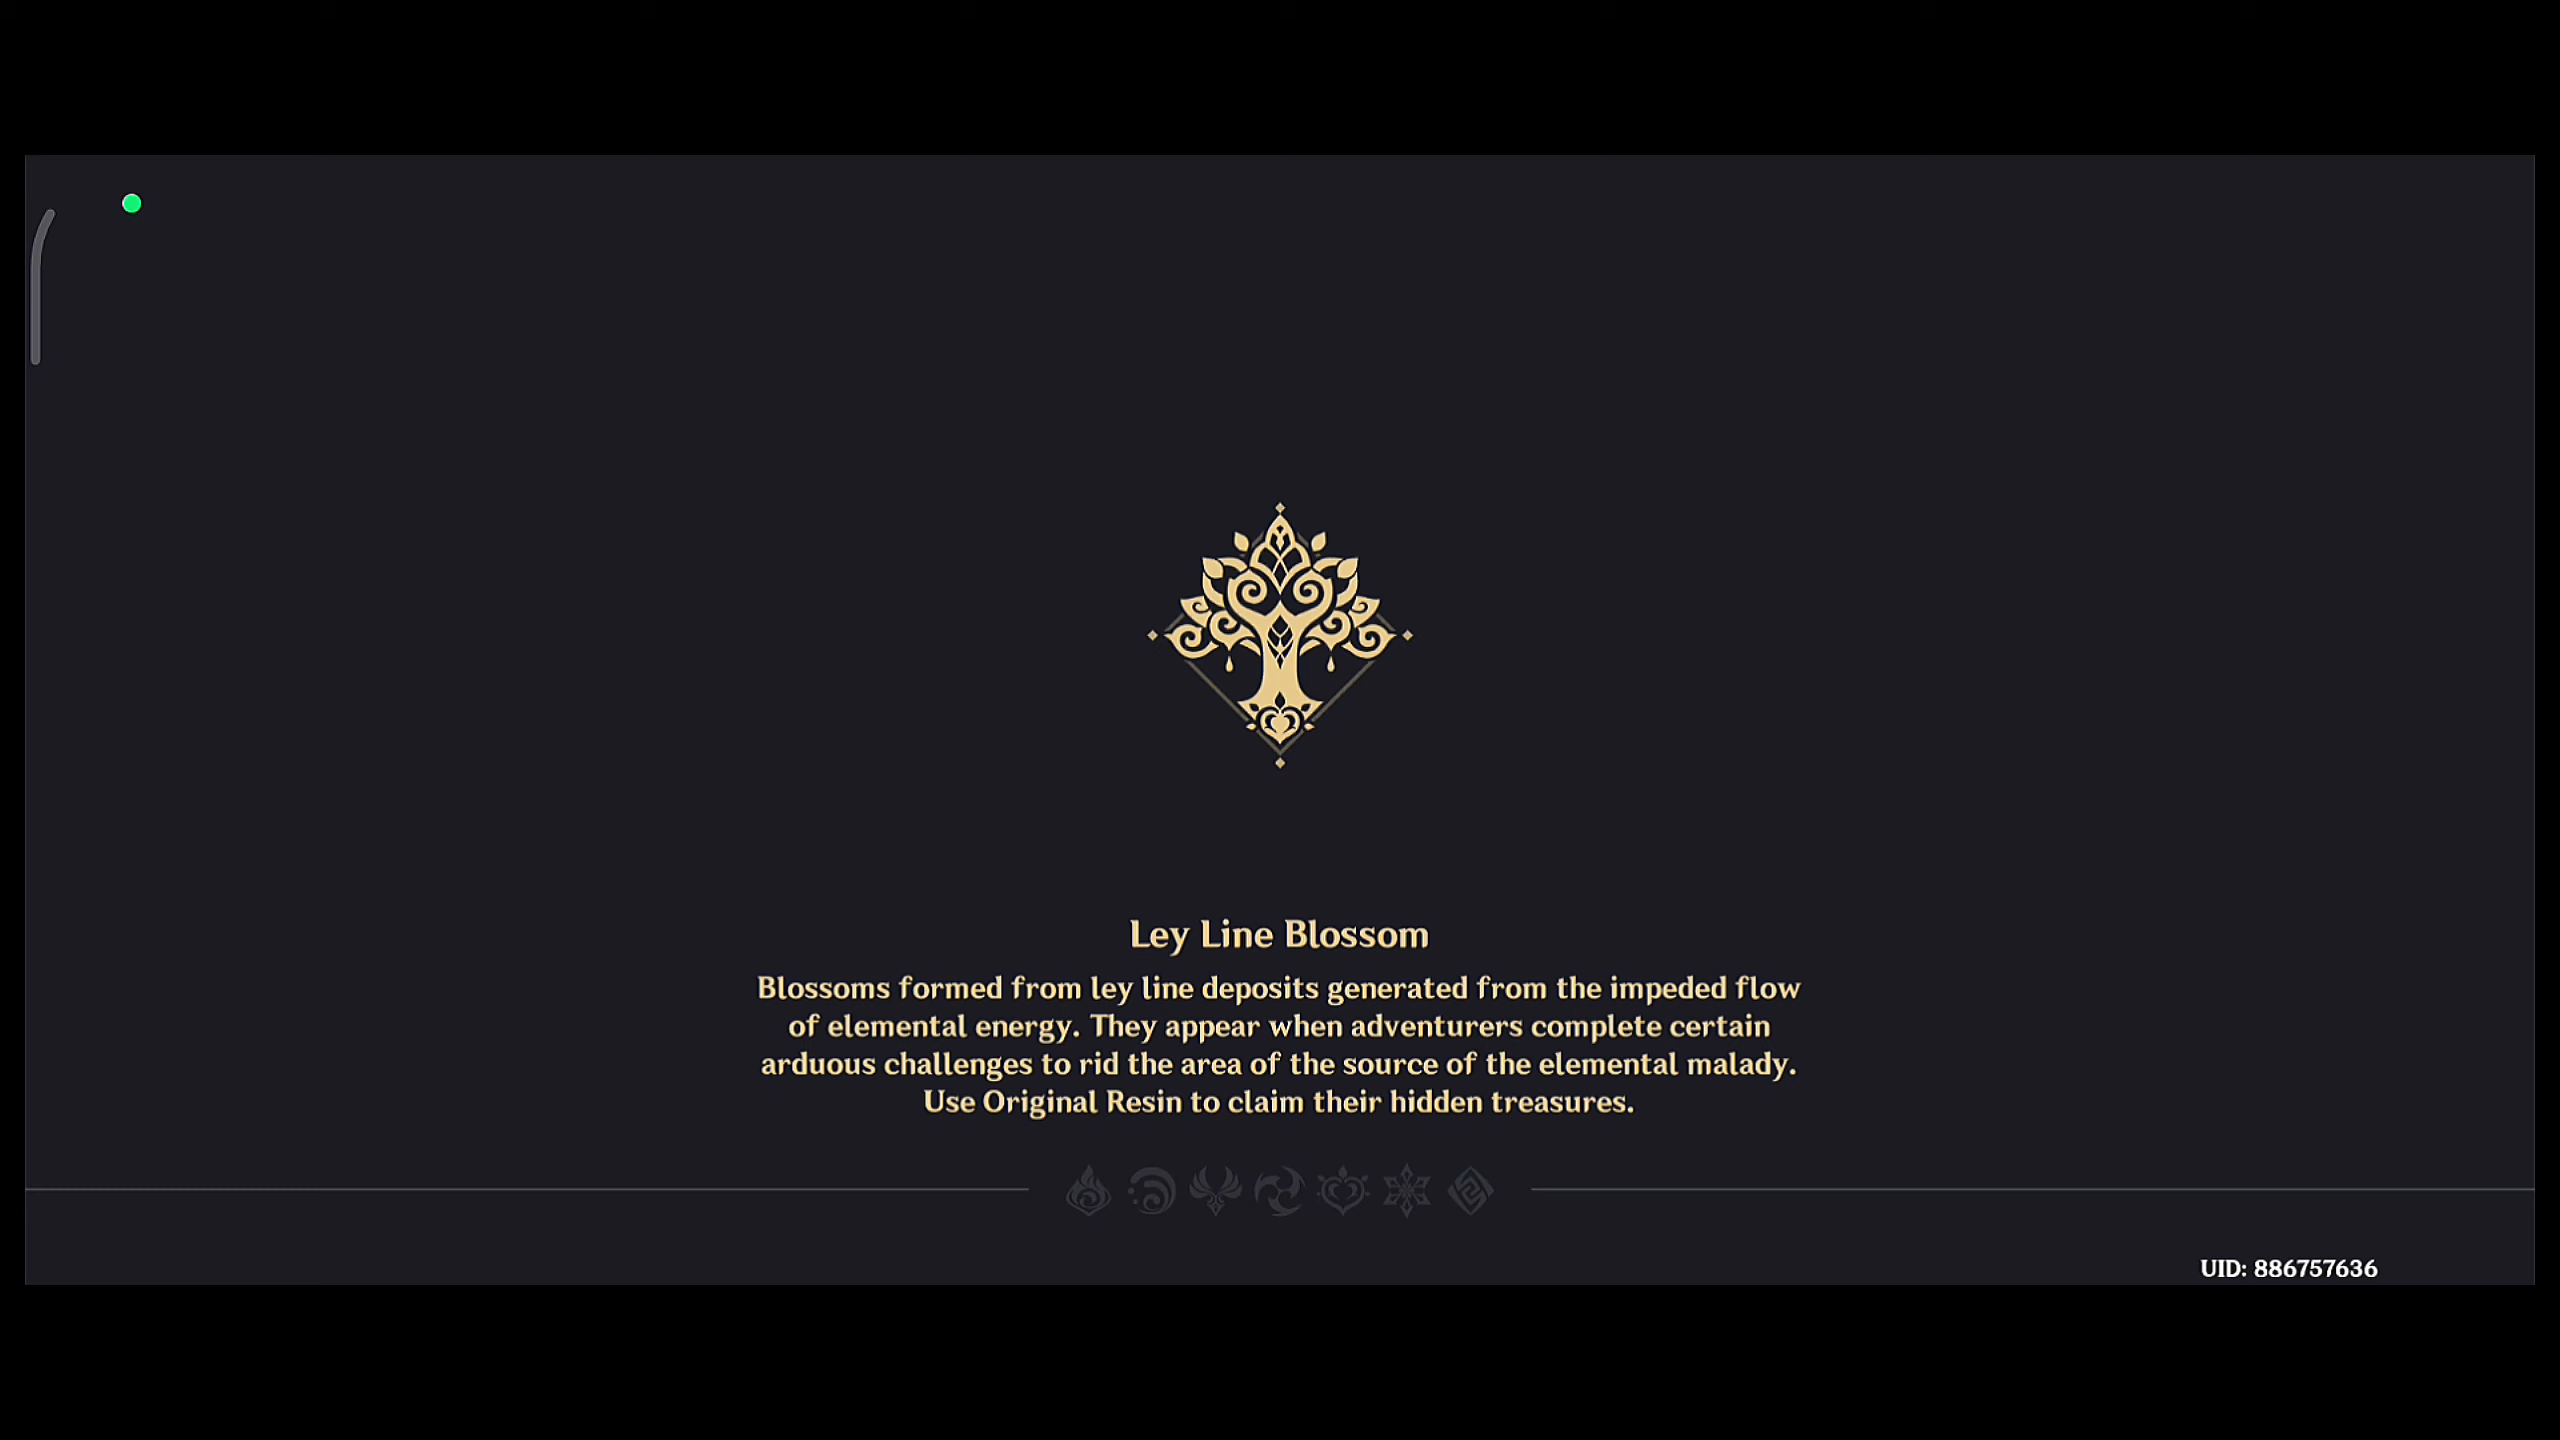 Ley Line Blossom
Blossoms formed from ley line deposits generated from the impeded flow
of elemental energy. They appear when adventurers complete certain
arduous challenges to rid the area of the source of the elemental malady.
Use Original Resin to claim their hidden treasures.
UID: 886757636